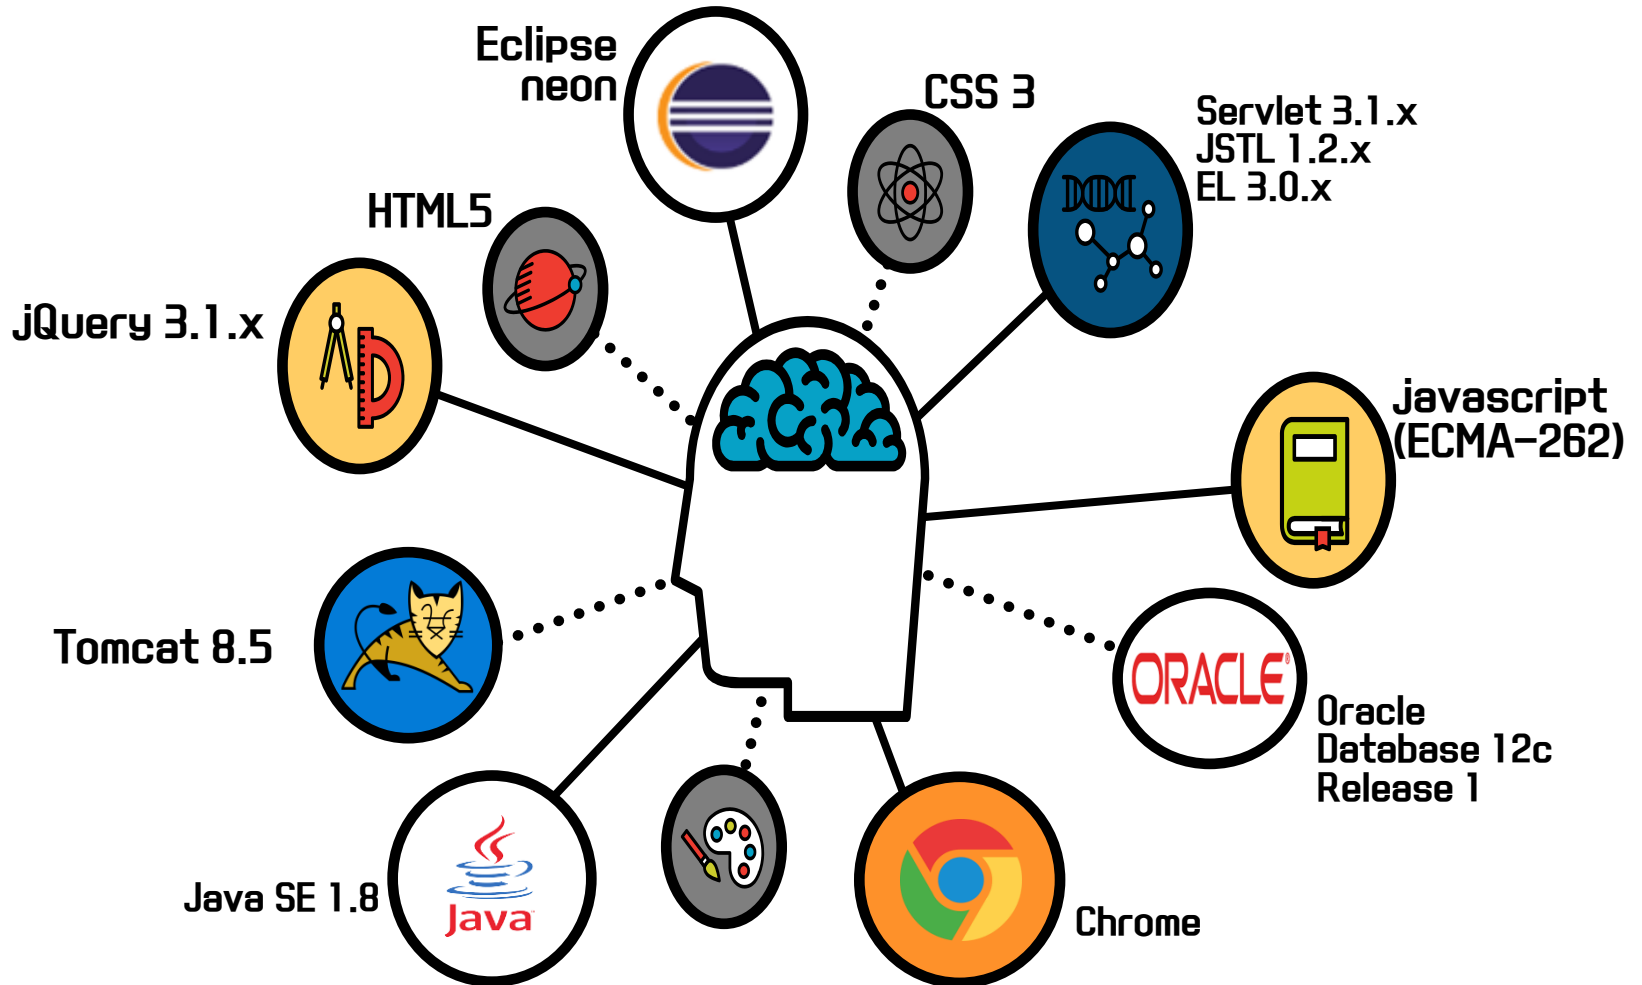 Eclipse
neon
CSS 3
Servlet 3.1.x
JSTL 1.2.x
EL 3.0.x
HTML5
jQuery 3.1.x
javascript
(ECMA-262)
Tomcat 8.5
ORACLE®
Oracle
Database 12c
Release 1
Java SE 1.8
Java
Chrome